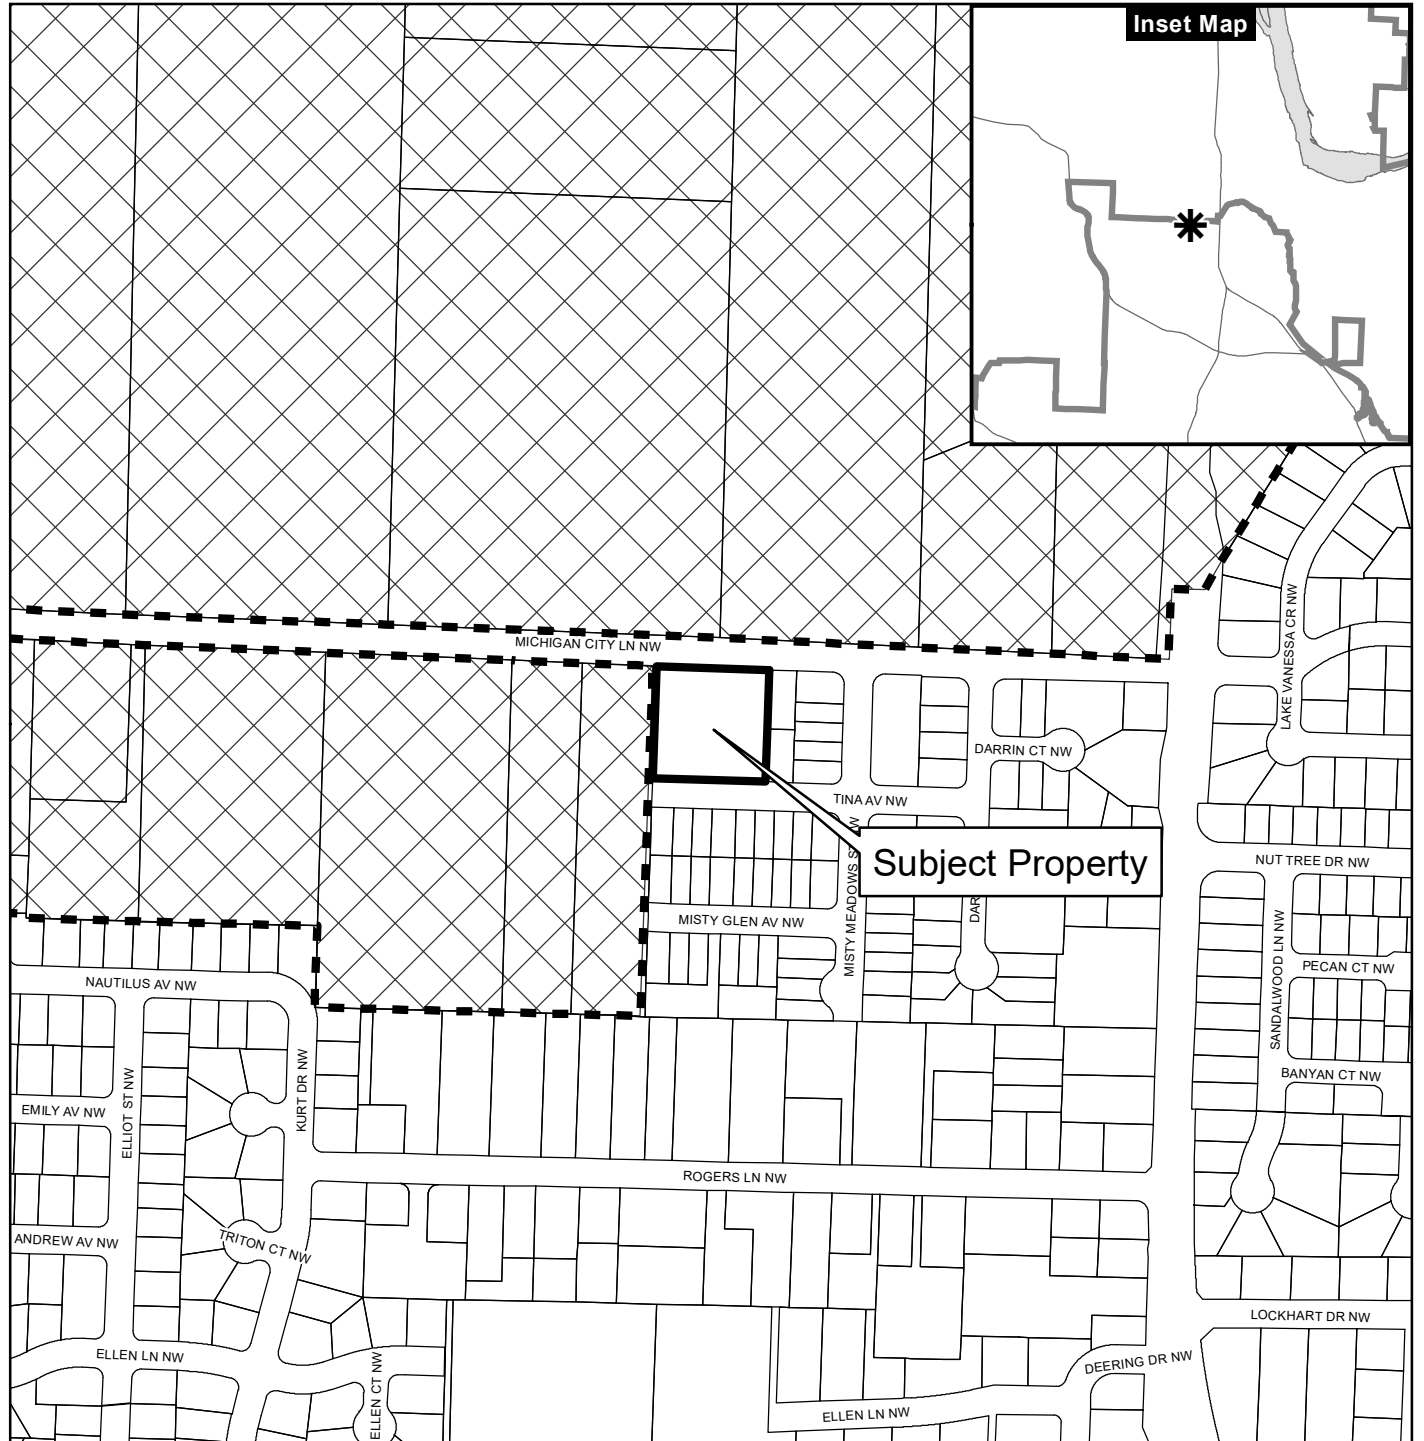 Inset Map
MICHIGAN CITY LN NW
LAKE VANESSA CR NW
DARRIN CT NW
TINA AV NW
Subject Property
NUT TREE DR NW
MISTY MEADOWS
DAR
MISTY GLEN AV NW
SANDALWOOD LN NW
PECAN CT NW
NAUTILUS AV NW
KURT DR NW
BANYAN CT NW
EMILY AV NW
ELLIOT ST NW
ROGERS LN NW
ANDREW AV NW
TRITON CT NW
LOCKHART DR NW
ELLEN LN NW
DEERING DR NW
ELLEN CT NW
ELLEN LN NW